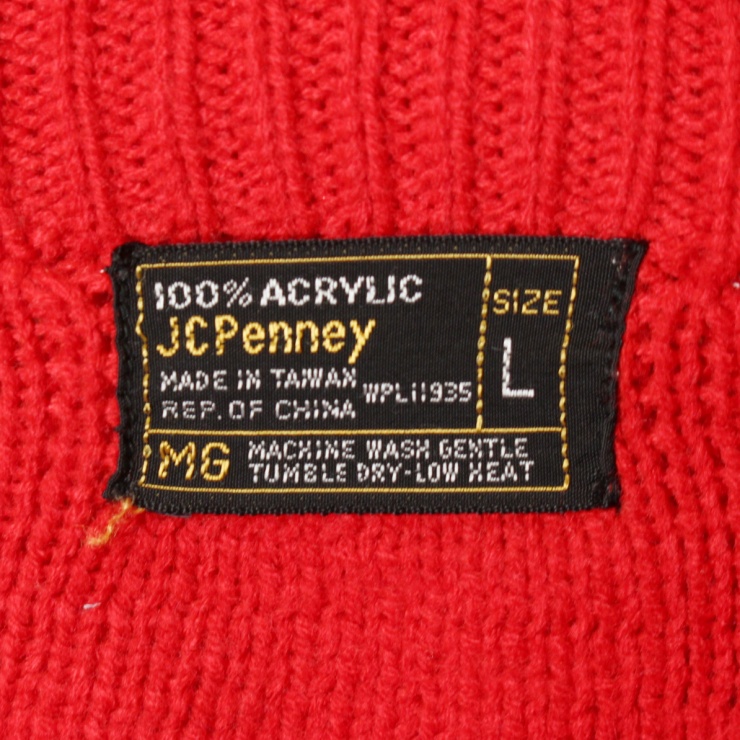 100% ACRYLIC
JCPenney
MADE IN TAIWAN
REP. OF CHINA
WPL11935
SIZE
L
MG
MACHINE WASH GENTLE
TUMBLE DRY-LOW HEAT